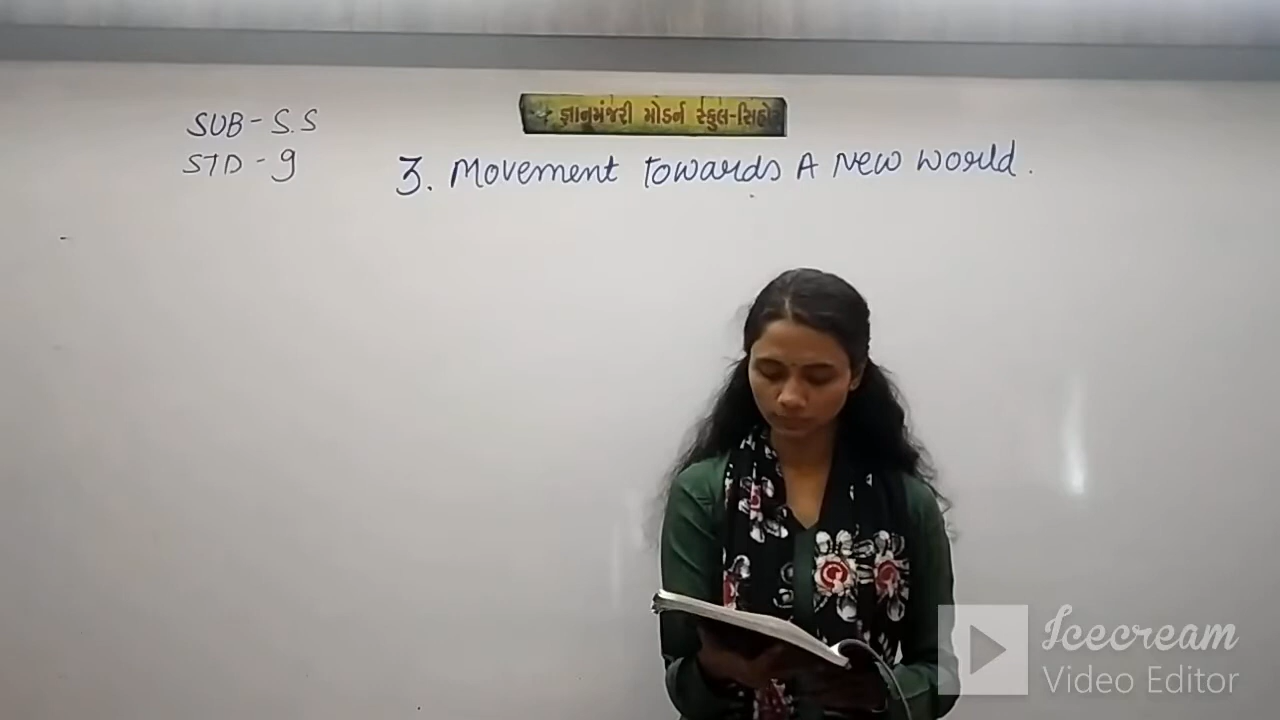 જ્ઞાનમંજરી મોડર્ન સ્કુલ-સિહોર
SUB - S.S
STD - 9
3. Movement Towards A New World.
Icecream
Video Editor